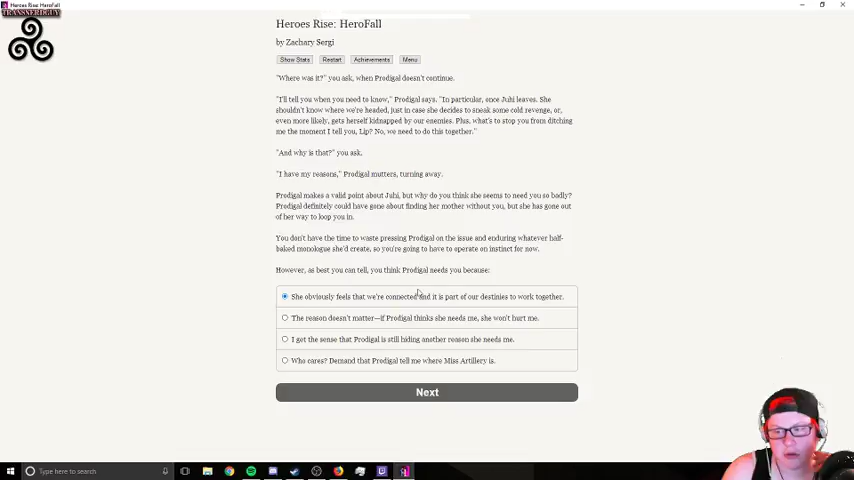 Heroes Rise: HeroFall
TRANSNERDGUY
Heroes Rise: HeroFall
by Zachary Sergi
Show Stats
Restart
Achievements
Menu
"Where was it?" you ask, when Prodigal doesn't continue.
"I'll tell you when you need to know," Prodigal says, "In particular, once Juhi leaves. She
shouldn't know where we're headed, just in case she decides to sneak some cold revenge, or,
even more likely, gets herself kidnapped by our enemies. Plus, what's to stop you from ditching
me the moment I tell you, Lip? No, we need to do this together."
"And why is that?" you ask.
"I have my reasons," Prodigal mutters, turning away.
Prodigal makes a valid point about Juhi, but why do you think she seems to need you so badly?
Prodigal definitely could have gone about finding her mother without you, but she has gone out
of her way to loop you in.
You don't have the time to waste pressing Prodigal on the issue and enduring whatever half-
baked monologue she'd create, so you're going to have to operate on instinct for now.
However, as best you can tell, you think Prodigal needs you because:
She obviously feels that we're connected and it is part of our destinies to work together.
The reason doesn't matter—if Prodigal thinks she needs me, she won't hurt me.
I get the sense that Prodigal is still hiding another reason she needs me.
Who cares? Demand that Prodigal tell me where Miss Artillery is.
Next
Type here to search